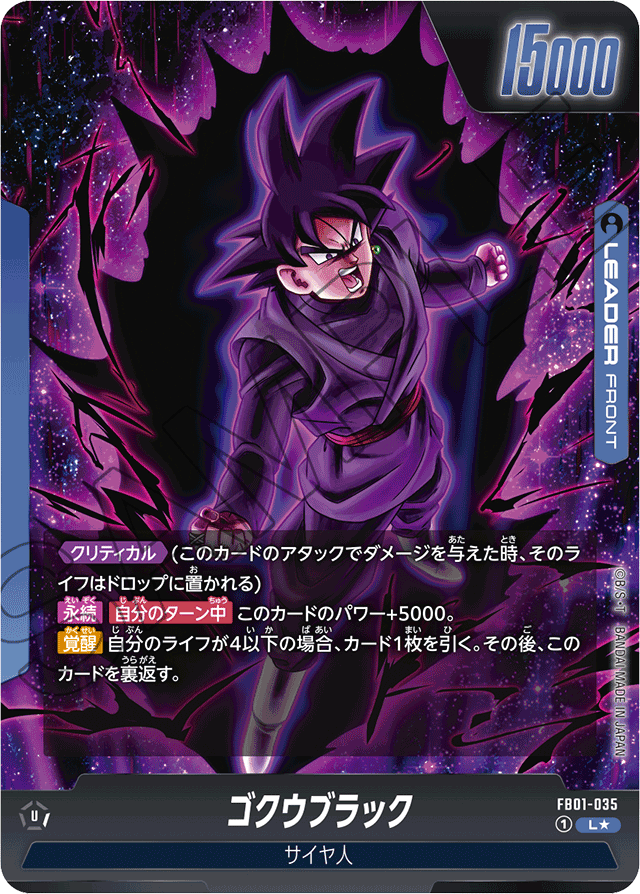 15000
LEADER FRONT
クリティカル (このカードのアタックでダメージを与えた時、そのラ
イフはドロップに置かれる)
永続 自分のターン中 このカードのパワー+5000。
覚醒 自分のライフが4以下の場合、カード1枚を引く。その後、この
カードを裏返す。
©B/S・T BANDAI MADE IN JAPAN
U
ゴクウブラック
FB01-035
1 L★
サイヤ人
SAMPLE